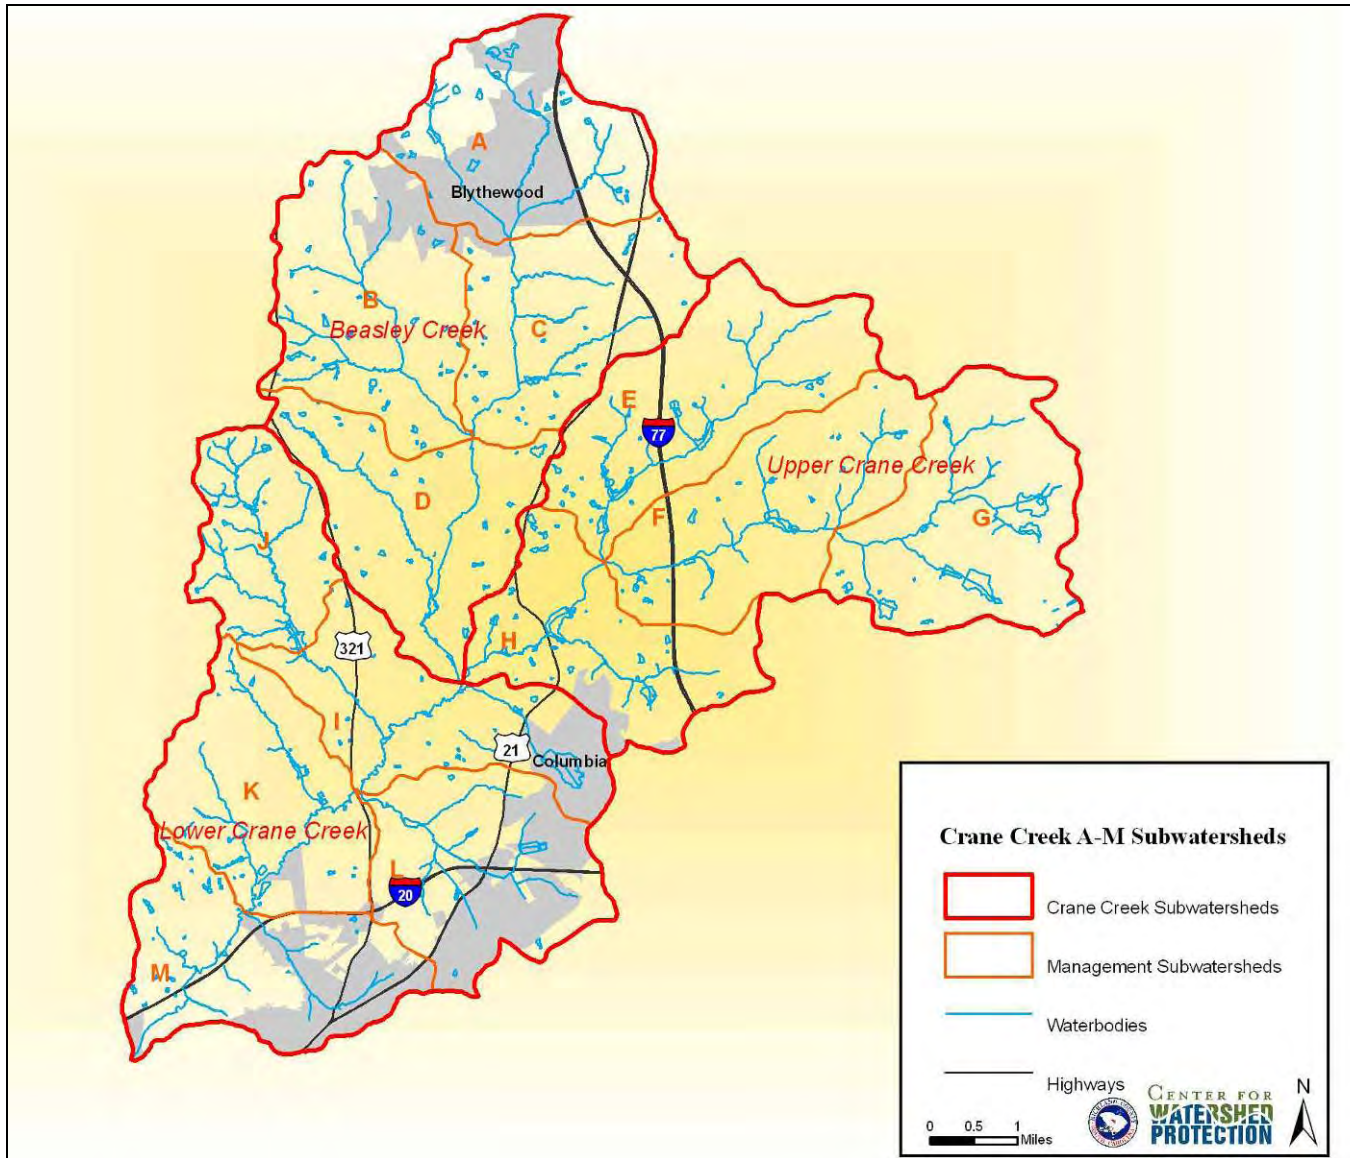 A
Blythewood
B
Beasley Creek
C
E
77
Upper Crane Creek
D
F
G
J
H
321
I
21
Columbia
K
Lower Crane Creek
L
20
M
Crane Creek A-M Subwatersheds
Crane Creek Subwatersheds
Management Subwatersheds
Waterbodies
Highways
0 0.5 1
Miles
CENTER FOR
WATERSHED
PROTECTION
N